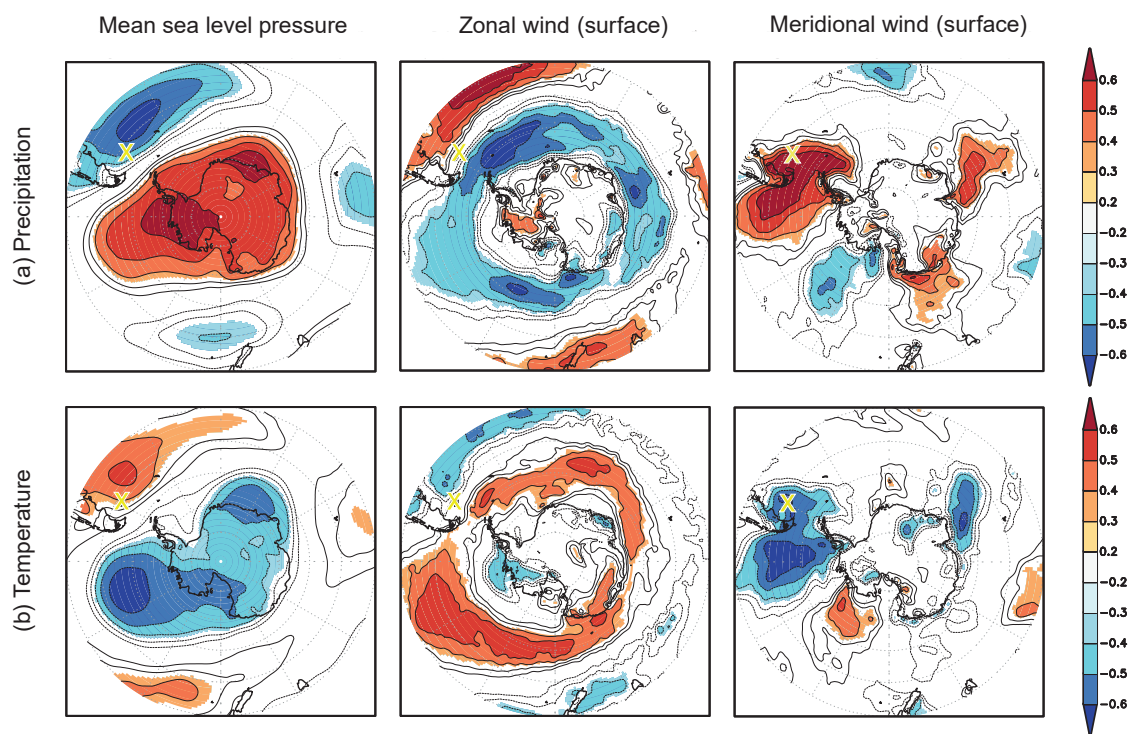 Mean sea level pressure
Zonal wind (surface)
Meridional wind (surface)
(a) Precipitation
X
X
X
0.6
0.5
0.4
0.3
0.2
-0.2
-0.3
-0.4
-0.5
-0.6
(b) Temperature
X
X
X
0.6
0.5
0.4
0.3
0.2
-0.2
-0.3
-0.4
-0.5
-0.6